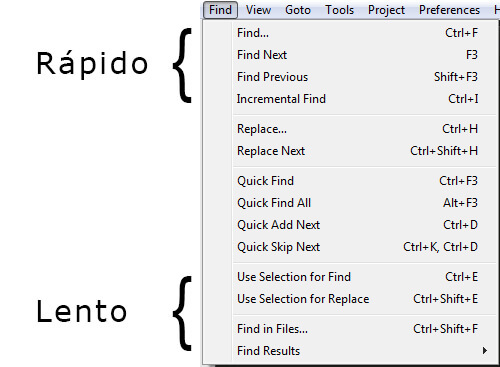 Find View Goto Tools Project Preferences H
Rápido
Find... Ctrl+F
Find Next F3
Find Previous Shift+F3
Incremental Find Ctrl+I
Replace... Ctrl+H
Replace Next Ctrl+Shift+H
Quick Find Ctrl+F3
Quick Find All Alt+F3
Quick Add Next Ctrl+D
Quick Skip Next Ctrl+K, Ctrl+D
Lento
Use Selection for Find Ctrl+E
Use Selection for Replace Ctrl+Shift+E
Find in Files... Ctrl+Shift+F
Find Results